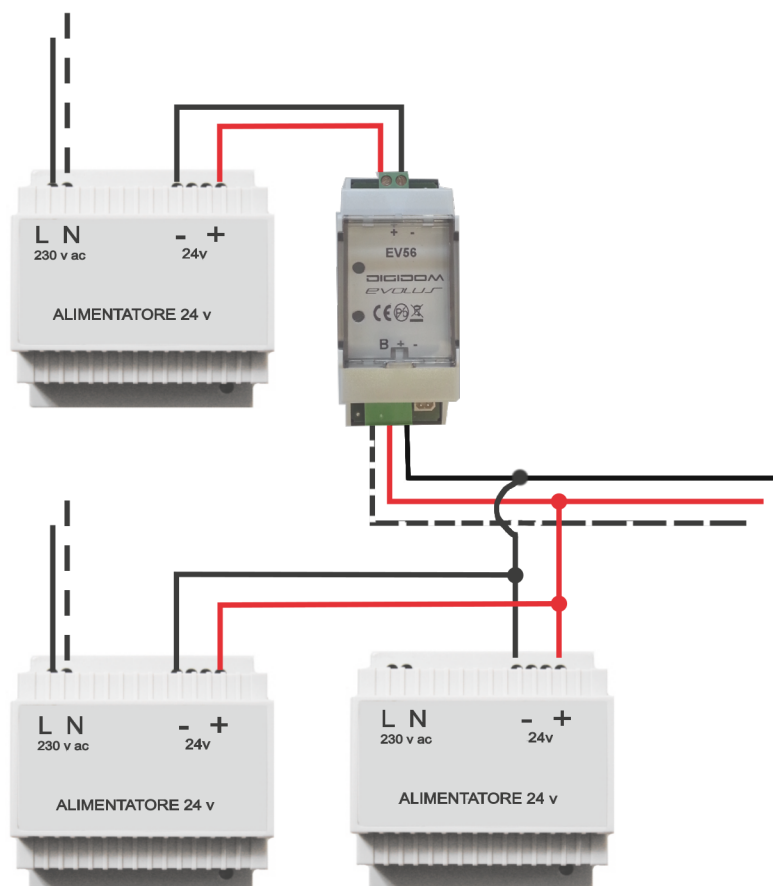 L N
230 v ac
- +
24v
ALIMENTATORE 24 v
+ -
EV56
DIGIDOM
EVOLUS
CE Pb
B + -
L N
230 v ac
- +
24v
ALIMENTATORE 24 v
L N
230 v ac
- +
24v
ALIMENTATORE 24 v